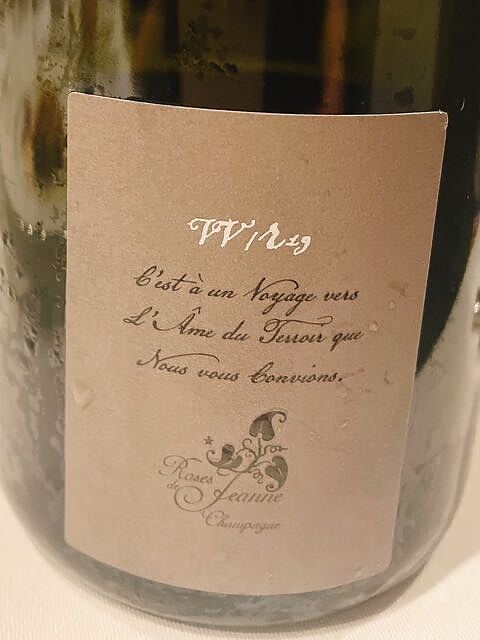 VV/R19
C'est à un Voyage vers
L'Âme du Terroir que
Nous vous Convions.
Roses
de Jeanne
Champagne